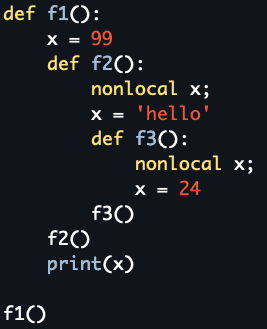 def f1():
    x = 99
    def f2():
        nonlocal x;
        x = 'hello'
        def f3():
            nonlocal x;
            x = 24
        f3()
    f2()
    print(x)

f1()